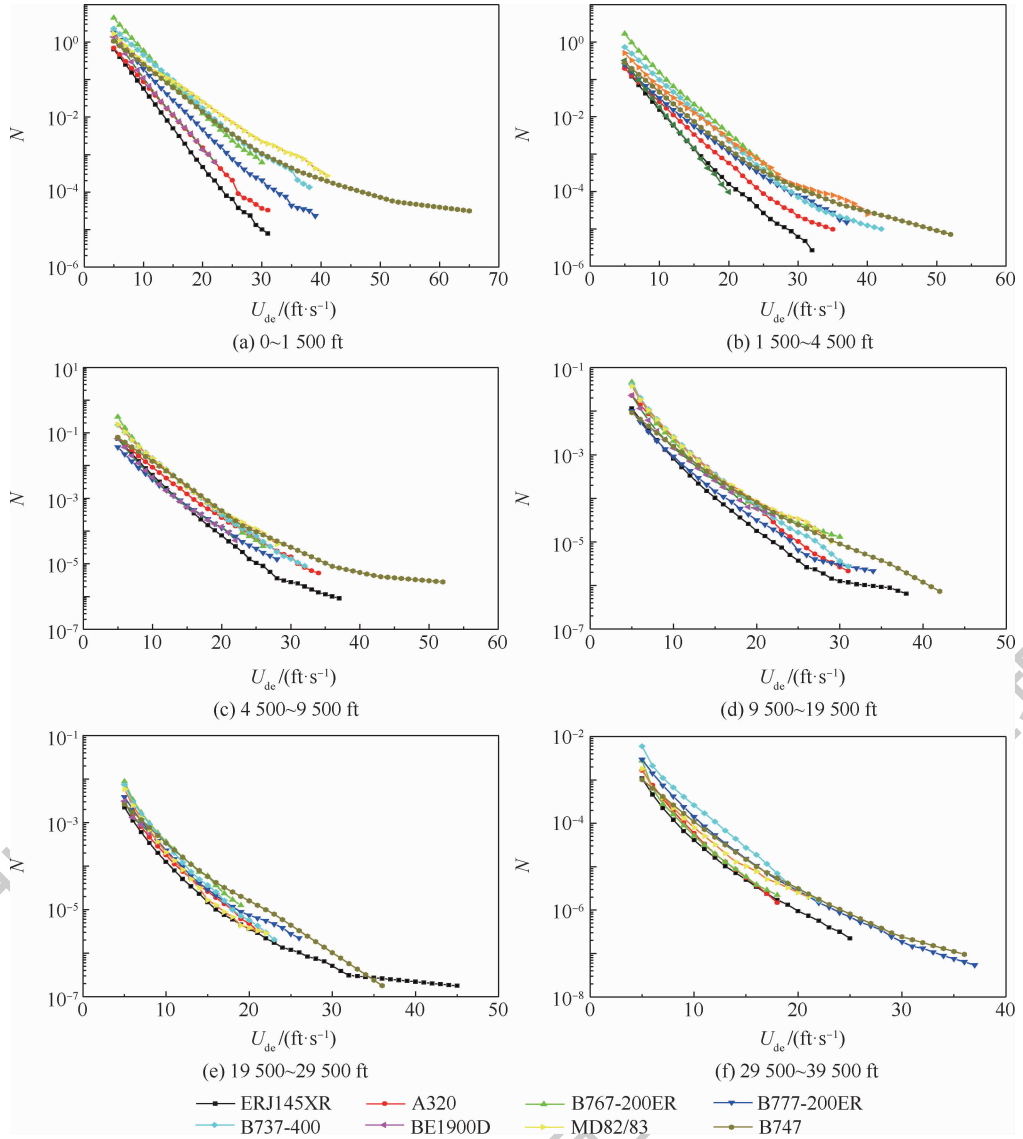 10⁰
10⁻²
10⁻⁴
10⁻⁶
N
0 10 20 30 40 50 60 70
U_de/(ft·s⁻¹)
(a) 0~1 500 ft
10⁰
10⁻²
10⁻⁴
10⁻⁶
N
0 10 20 30 40 50 60
U_de/(ft·s⁻¹)
(b) 1 500~4 500 ft
10¹
10⁻¹
10⁻³
10⁻⁵
10⁻⁷
N
0 10 20 30 40 50 60
U_de/(ft·s⁻¹)
(c) 4 500~9 500 ft
10⁻¹
10⁻³
10⁻⁵
10⁻⁷
N
0 10 20 30 40 50
U_de/(ft·s⁻¹)
(d) 9 500~19 500 ft
10⁻¹
10⁻³
10⁻⁵
10⁻⁷
N
0 10 20 30 40 50
U_de/(ft·s⁻¹)
(e) 19 500~29 500 ft
10⁻²
10⁻⁴
10⁻⁶
10⁻⁸
N
0 10 20 30 40
U_de/(ft·s⁻¹)
(f) 29 500~39 500 ft
ERJ145XR A320 B767-200ER B777-200ER
B737-400 BE1900D MD82/83 B747